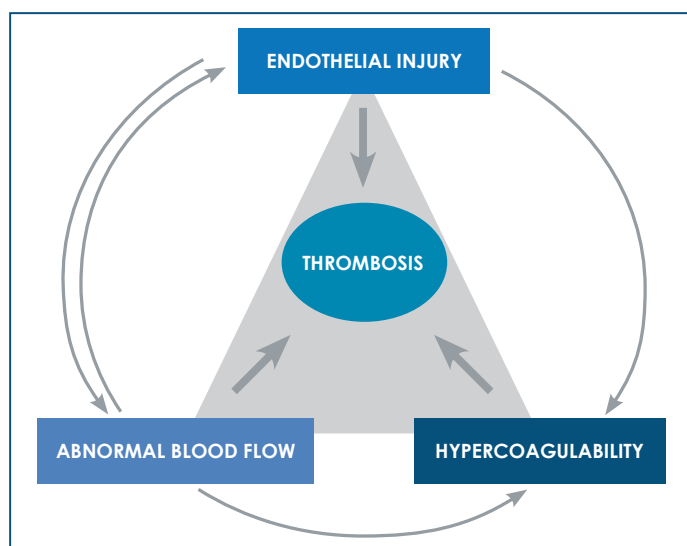 ENDOTHELIAL INJURY
THROMBOSIS
ABNORMAL BLOOD FLOW
HYPERCOAGULABILITY